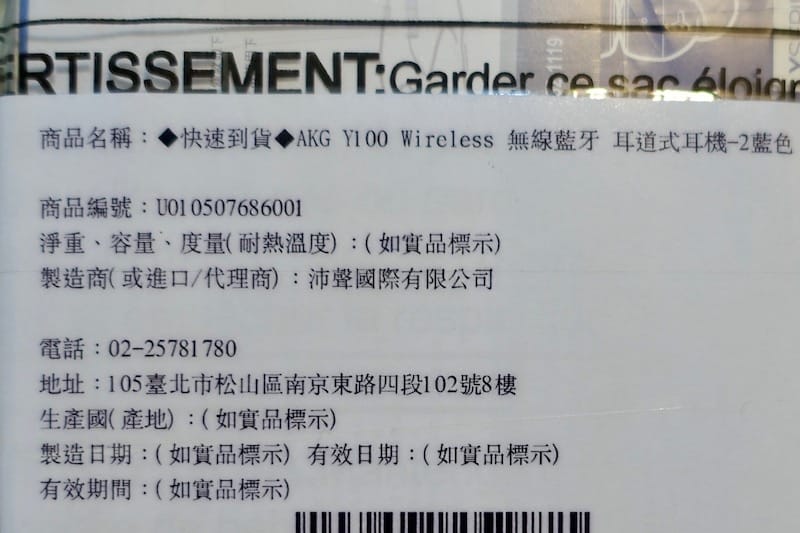 ERTISSEMENT:Garder ce sac éloign
商品名稱：◆快速到貨◆AKG Y100 Wireless 無線藍牙 耳道式耳機-2藍色
商品編號：U010507686001
淨重、容量、度量(耐熱溫度)：(如實品標示)
製造商(或進口/代理商)：沛聲國際有限公司
電話：02-25781780
地址：105臺北市松山區南京東路四段102號8樓
生產國(產地)：(如實品標示)
製造日期：(如實品標示) 有效日期：(如實品標示)
有效期間：(如實品標示)